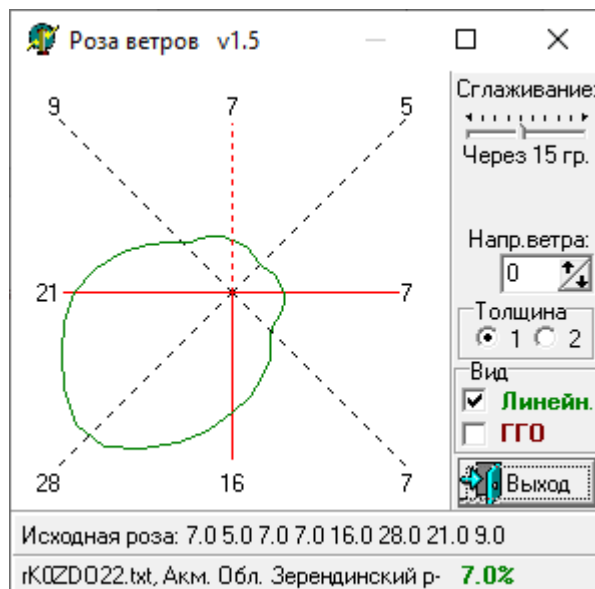 Роза ветров v1.5
9 7 5
21 7
28 16 7
Сглаживание:
Через 15 гр.
Напр.ветра:
0
Толщина
1 2
Вид
Линейн.
ГГО
Выход
Исходная роза: 7.0 5.0 7.0 7.0 16.0 28.0 21.0 9.0
rK0ZDO22.txt, Акм. Обл. Зерендинский р- 7.0%